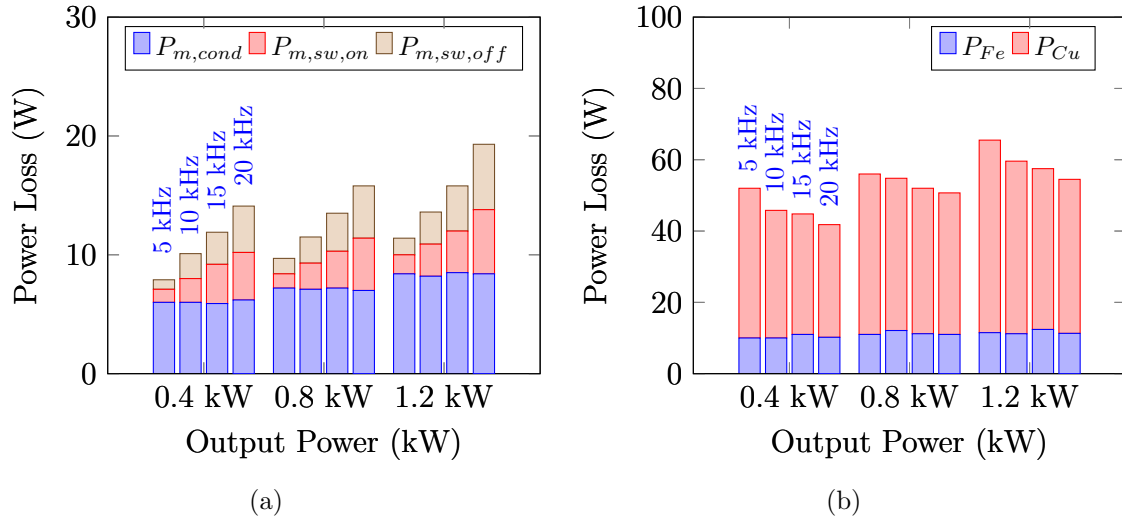 30
20
10
0
Power Loss (W)
P_{m,cond} P_{m,sw,on} P_{m,sw,off}
5 kHz
10 kHz
15 kHz
20 kHz
0.4 kW 0.8 kW 1.2 kW
Output Power (kW)
(a)
100
80
60
40
20
0
Power Loss (W)
P_{Fe} P_{Cu}
5 kHz
10 kHz
15 kHz
20 kHz
0.4 kW 0.8 kW 1.2 kW
Output Power (kW)
(b)